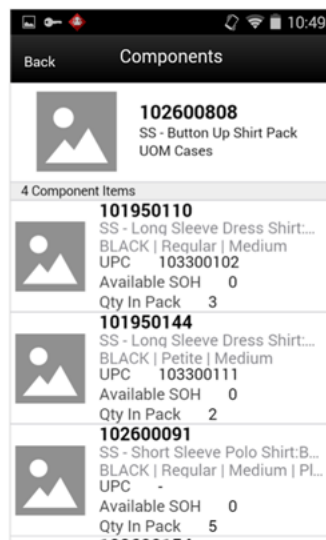 10:49
Back
Components
102600808
SS - Button Up Shirt Pack
UOM Cases
4 Component Items
101950110
SS - Long Sleeve Dress Shirt:...
BLACK | Regular | Medium
UPC 103300102
Available SOH 0
Qty In Pack 3
101950144
SS - Long Sleeve Dress Shirt:...
BLACK | Petite | Medium
UPC 103300111
Available SOH 0
Qty In Pack 2
102600091
SS - Short Sleeve Polo Shirt:B...
BLACK | Regular | Medium | Pl...
UPC -
Available SOH 0
Qty In Pack 5